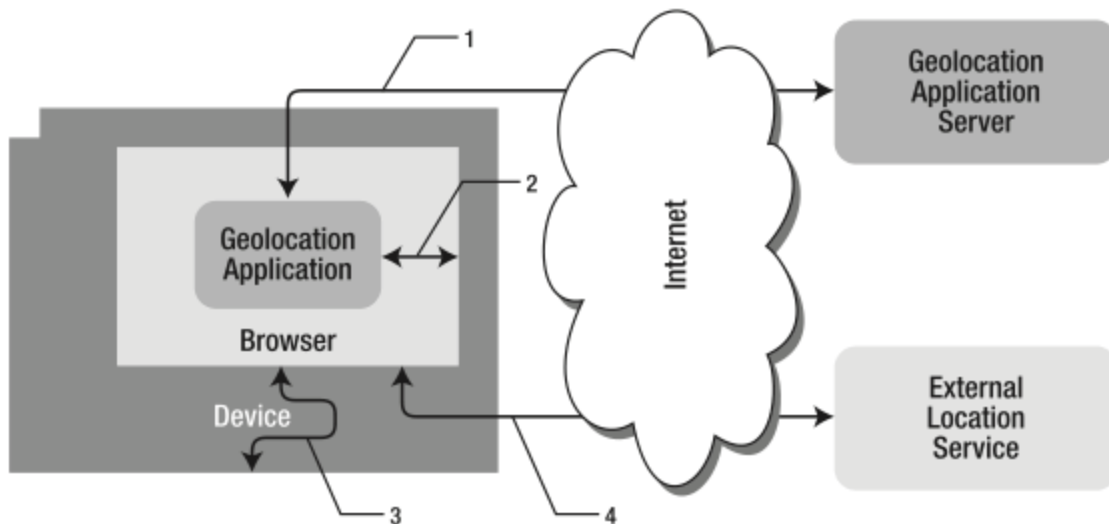 1
Geolocation
Application
Server
2
Geolocation
Application
Internet
Browser
Device
External
Location
Service
3
4